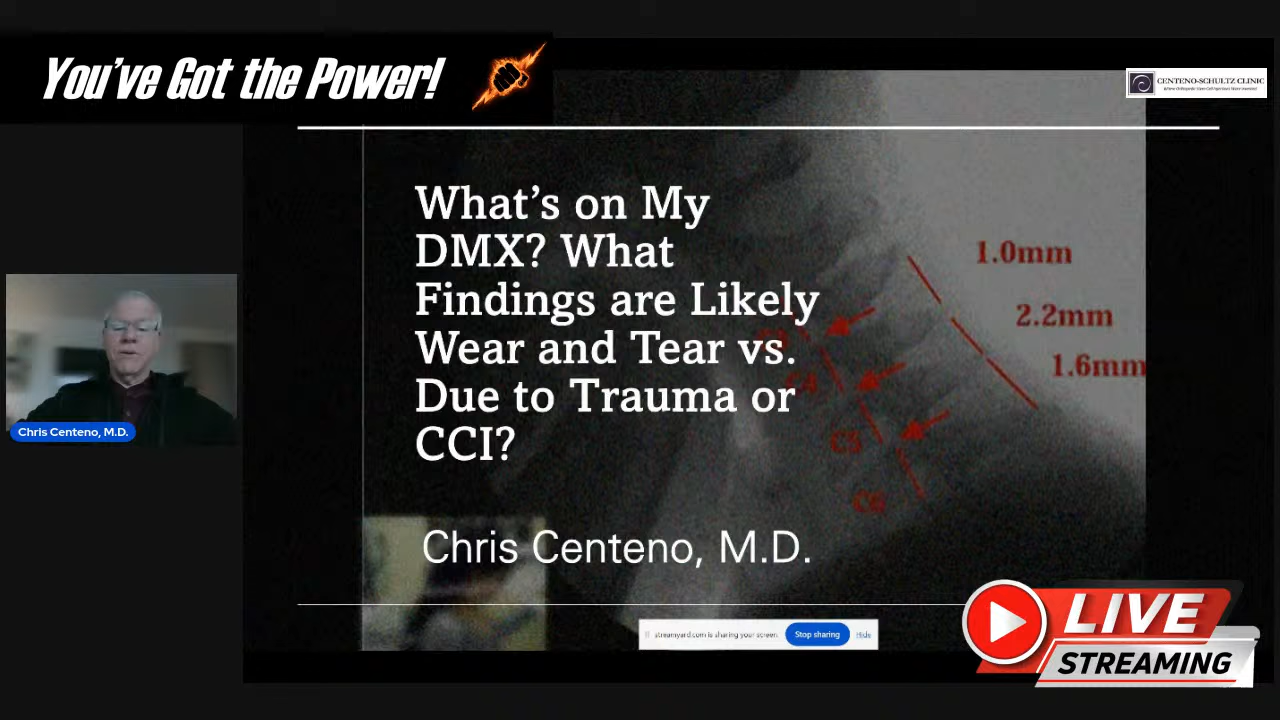 You've Got the Power!
CENTENO-SCHULTZ CLINIC
What's on My
DMX? What
Findings are Likely
Wear and Tear vs.
Due to Trauma or
CCI?
Chris Centeno, M.D.
1.0mm
2.2mm
1.6mm
C4
C5
C6
Chris Centeno, M.D.
streamyard.com is sharing your screen.
Stop sharing
Hide
LIVE
STREAMING